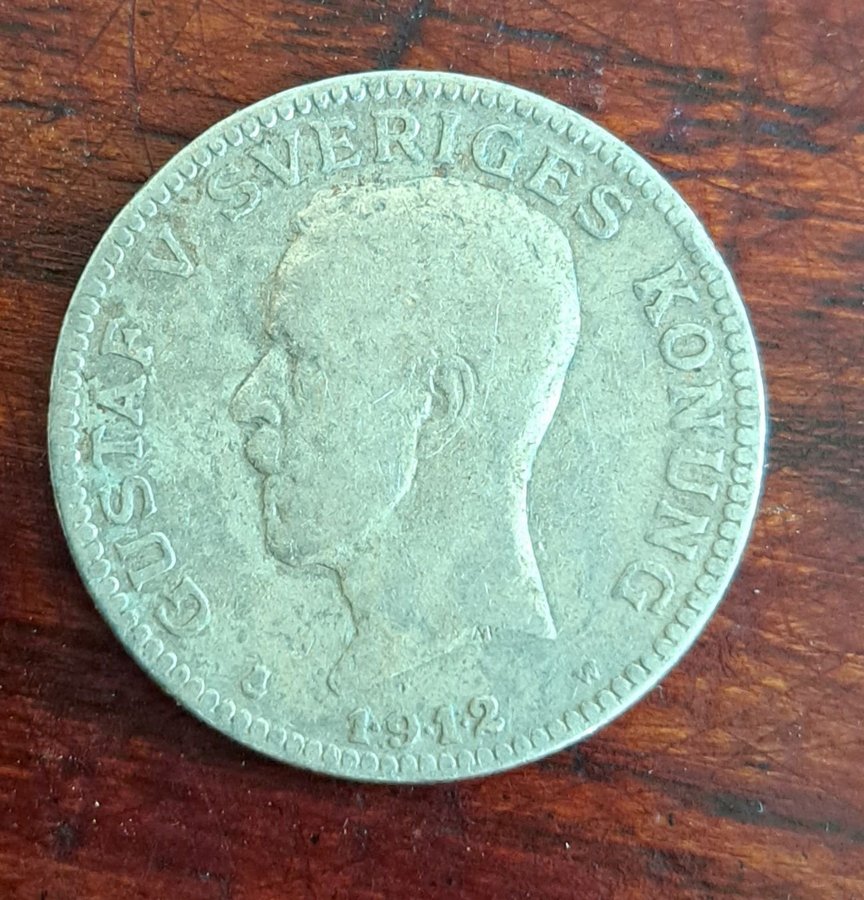 GUSTAF V SVERIGES KONUNG
M
W
1912